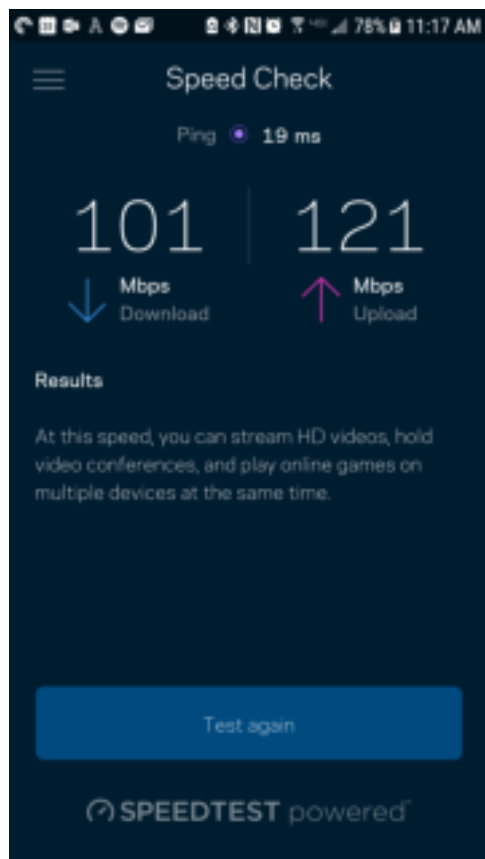 78% 11:17 AM
Speed Check
Ping 19 ms
101 121
Mbps Mbps
Download Upload
Results
At this speed, you can stream HD videos, hold
video conferences, and play online games on
multiple devices at the same time.
Test again
SPEEDTEST powered